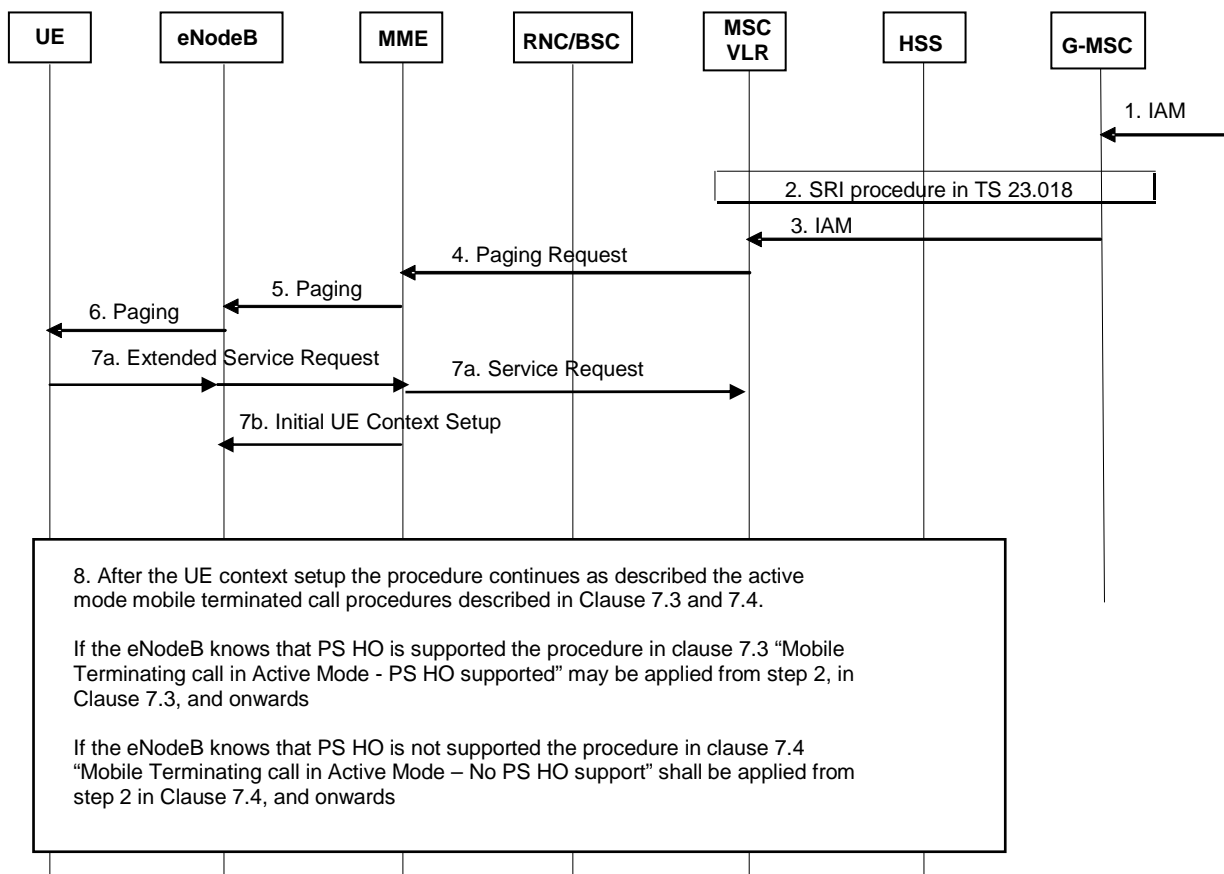 UE
eNodeB
MME
RNC/BSC
MSC
VLR
HSS
G-MSC
1. IAM
2. SRI procedure in TS 23.018
3. IAM
4. Paging Request
5. Paging
6. Paging
7a. Extended Service Request
7a. Service Request
7b. Initial UE Context Setup
8. After the UE context setup the procedure continues as described the active
mode mobile terminated call procedures described in Clause 7.3 and 7.4.
If the eNodeB knows that PS HO is supported the procedure in clause 7.3 “Mobile
Terminating call in Active Mode - PS HO supported” may be applied from step 2, in
Clause 7.3, and onwards
If the eNodeB knows that PS HO is not supported the procedure in clause 7.4
“Mobile Terminating call in Active Mode – No PS HO support” shall be applied from
step 2 in Clause 7.4, and onwards